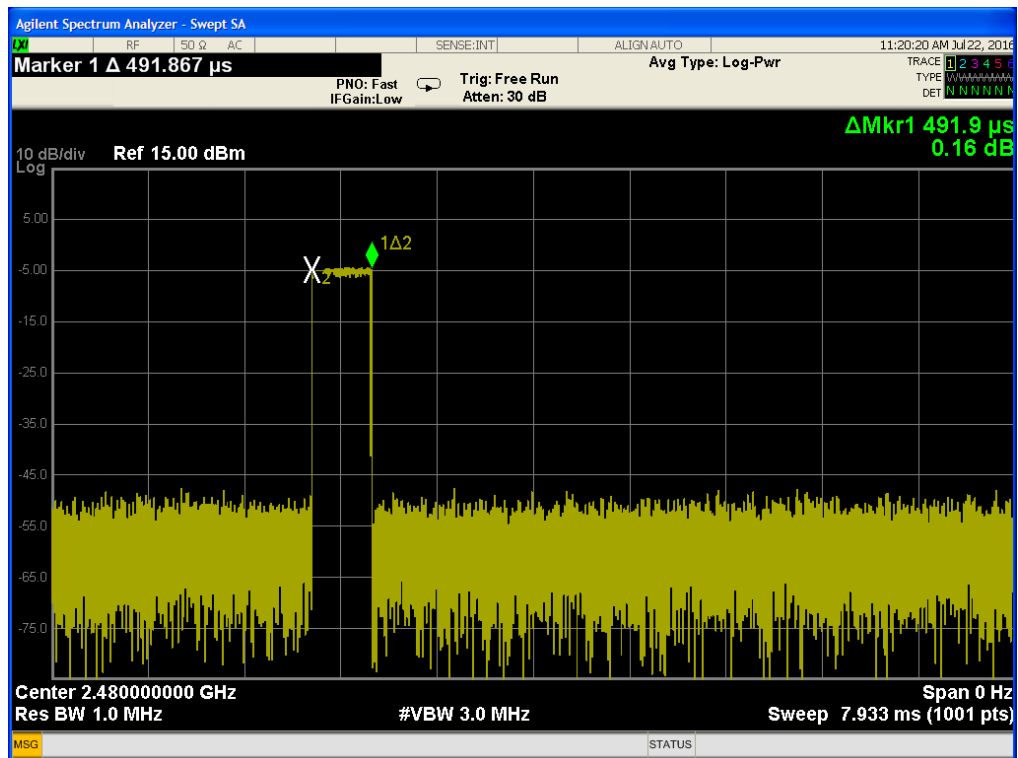 Agilent Spectrum Analyzer - Swept SA
LXI RF 50 Ω AC SENSE:INT ALIGN AUTO 11:20:20 AM Jul 22, 2016
Marker 1 Δ 491.867 μs Avg Type: Log-Pwr TRACE 1 2 3 4 5 6
PNO: Fast Trig: Free Run TYPE
IFGain:Low Atten: 30 dB DET N N N N N N
ΔMkr1 491.9 μs
10 dB/div Ref 15.00 dBm 0.16 dB
Log
5.00
1Δ2
-5.00 X2
-15.0
-25.0
-35.0
-45.0
-55.0
-65.0
-75.0
Center 2.480000000 GHz Span 0 Hz
Res BW 1.0 MHz #VBW 3.0 MHz Sweep 7.933 ms (1001 pts)
MSG STATUS